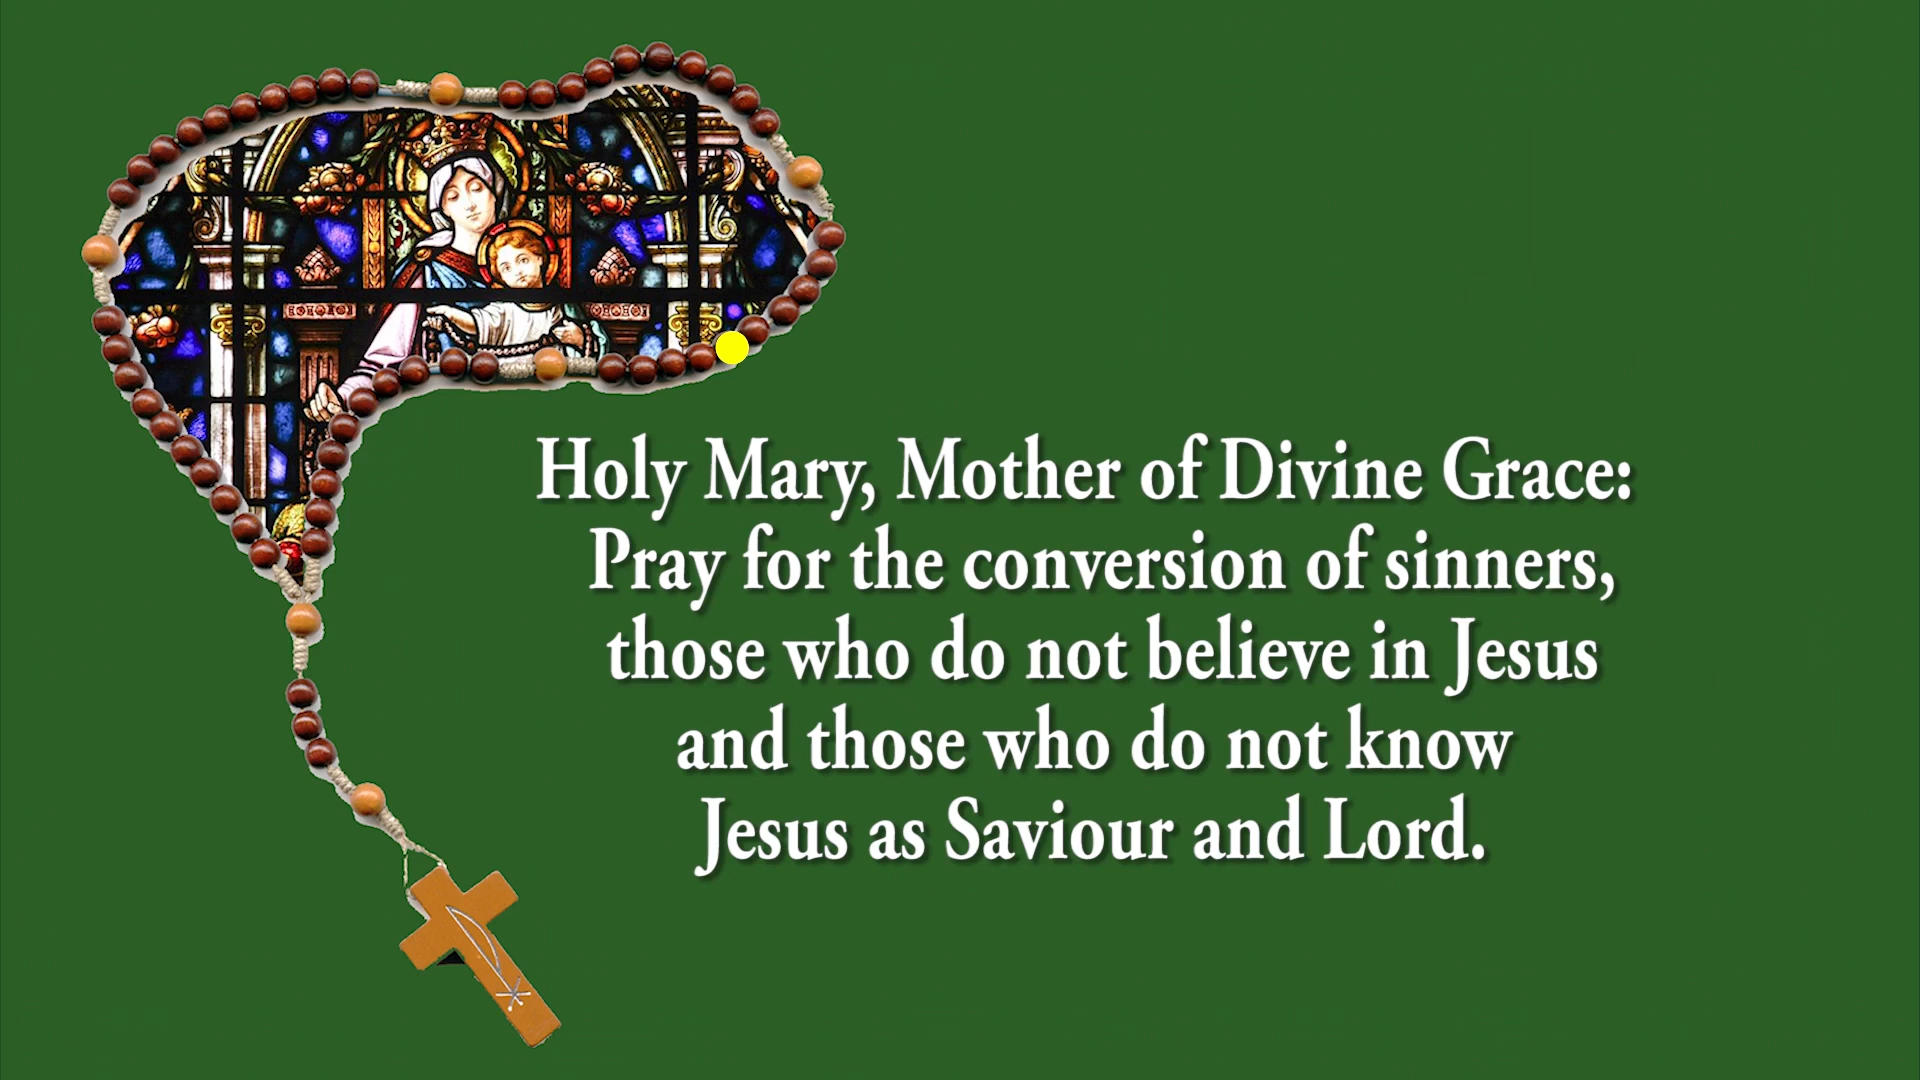 Holy Mary, Mother of Divine Grace:
Pray for the conversion of sinners,
those who do not believe in Jesus
and those who do not know
Jesus as Saviour and Lord.